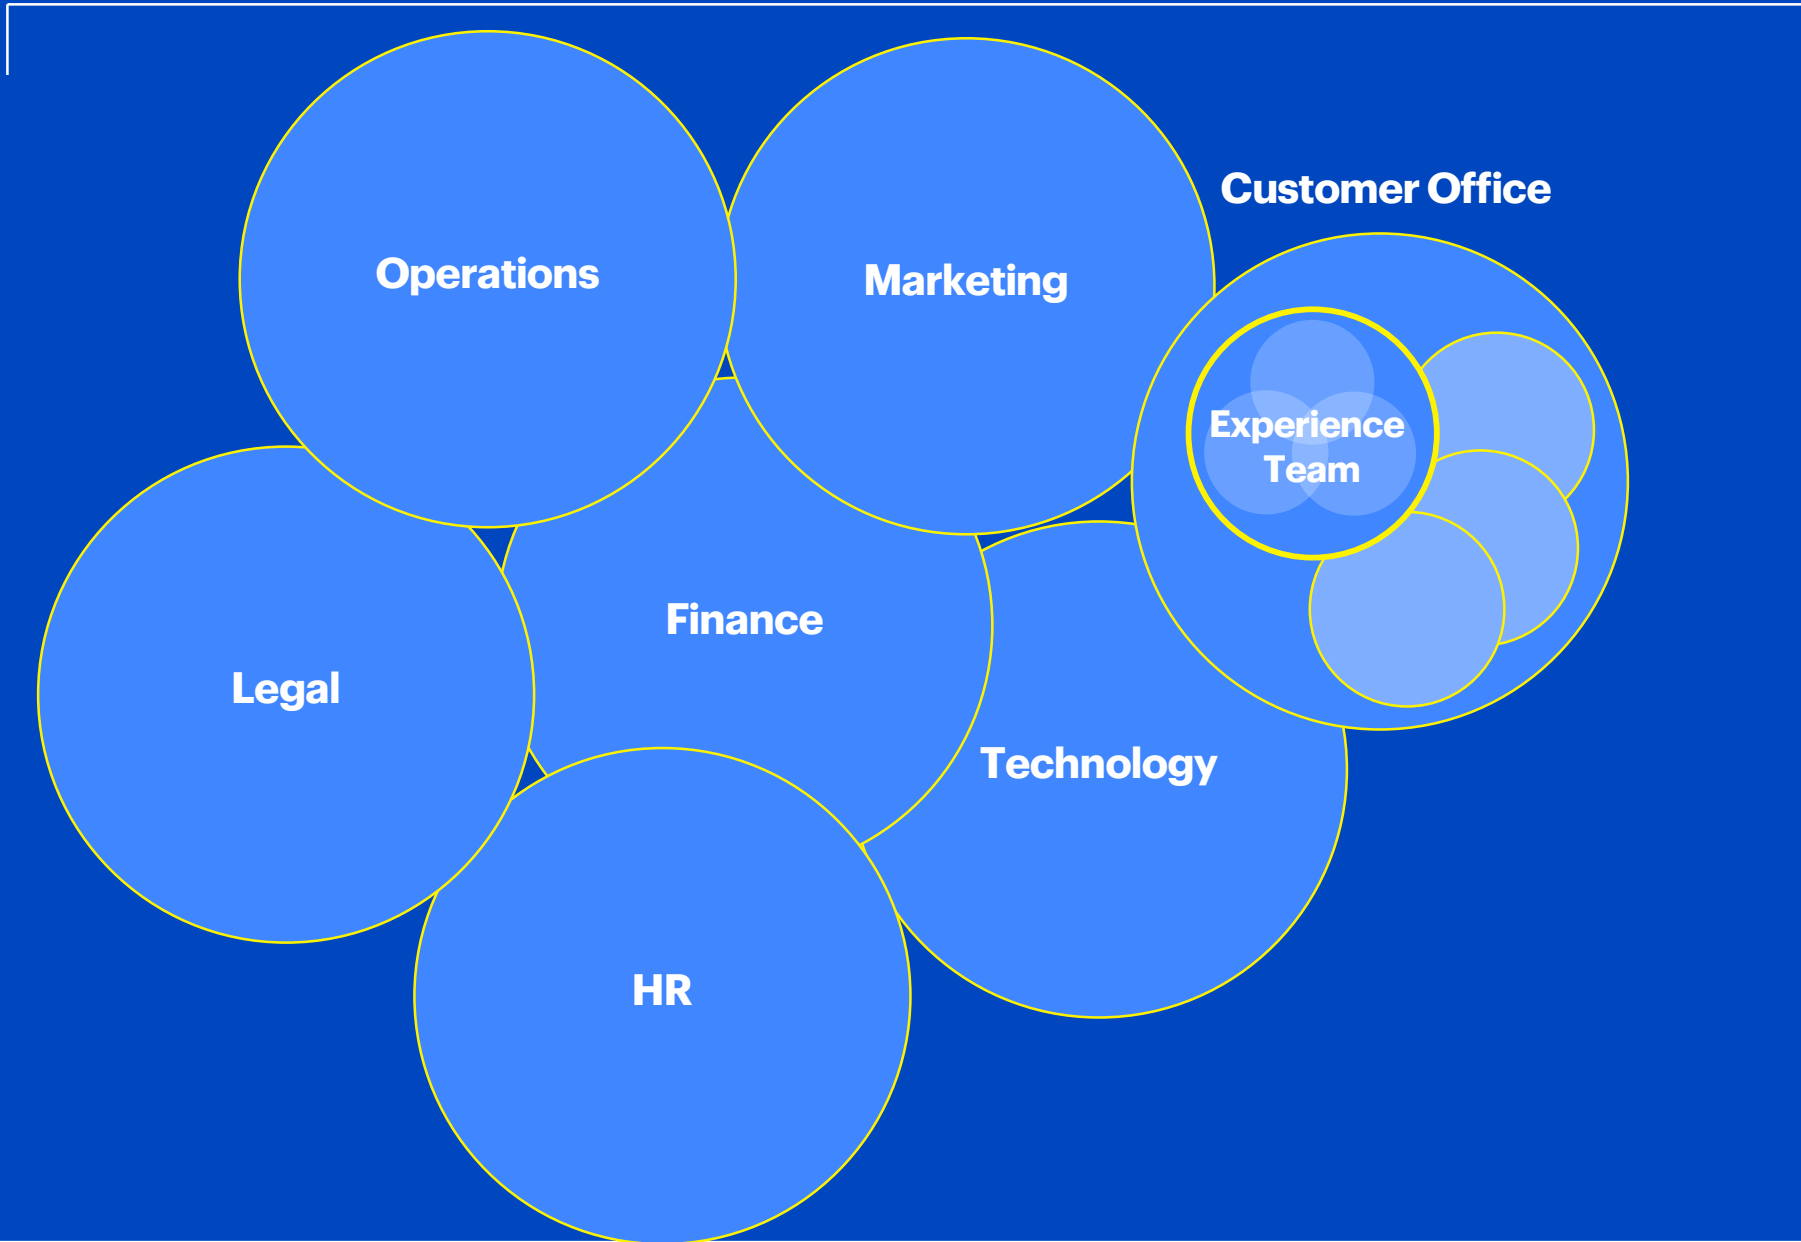 Customer Office
Operations
Marketing
Experience
Team
Finance
Legal
Technology
HR